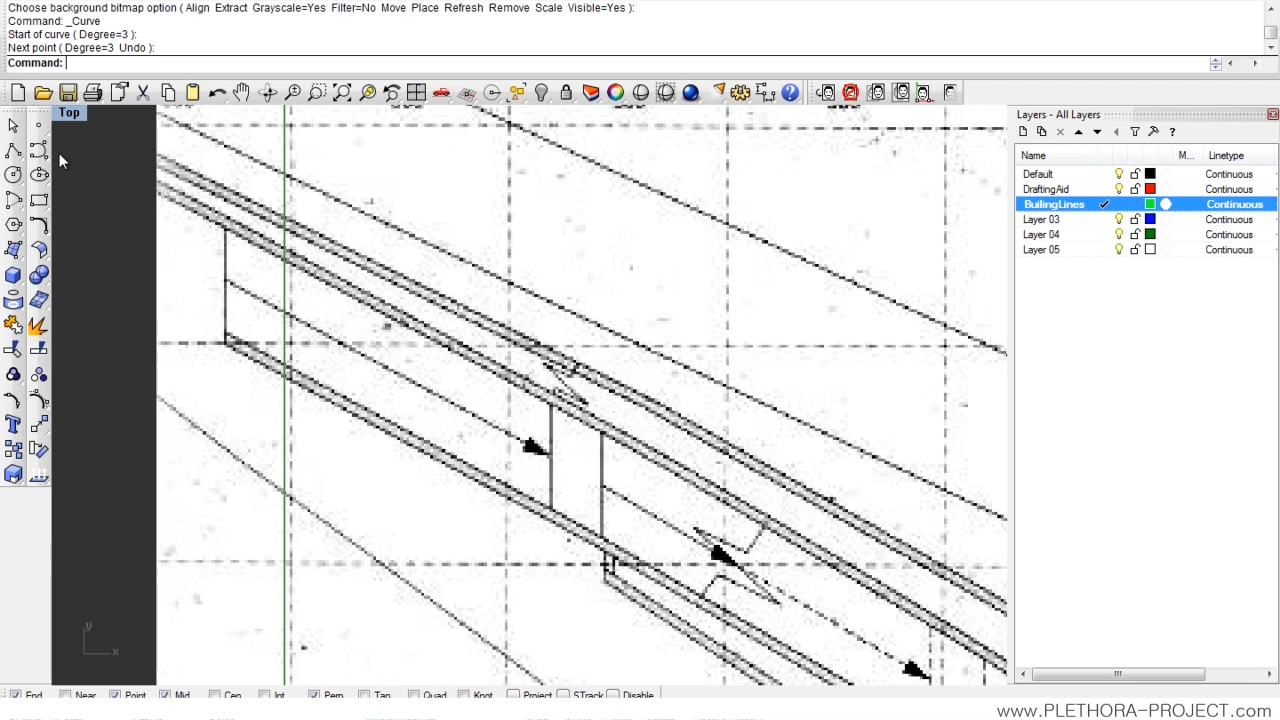 Choose background bitmap option ( Align Extract Grayscale=Yes Filter=No Move Place Refresh Remove Scale Visible=Yes ):
Command: _Curve
Start of curve ( Degree=3 ):
Next point ( Degree=3 Undo ):
Command:
Top
Layers - All Layers
Name M... Linetype
Default Continuous
DraftingAid Continuous
BuilingLines Continuous
Layer 03 Continuous
Layer 04 Continuous
Layer 05 Continuous
y
x
End Near Point Mid Cen Int Perp Tan Quad Knot Project STrack Disable
www.PLETHORA-PROJECT.com